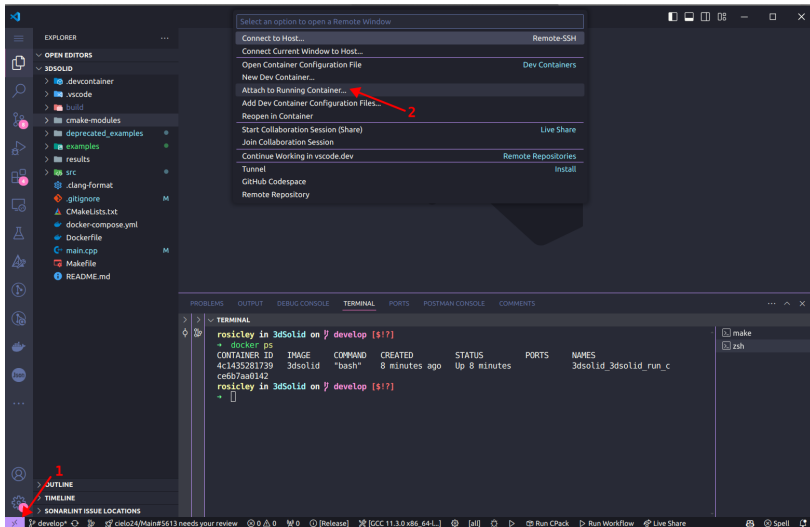 Select an option to open a Remote Window
Connect to Host... Remote-SSH
Connect Current Window to Host...
Open Container Configuration File Dev Containers
New Dev Container...
Attach to Running Container...
2
Add Dev Container Configuration Files...
Reopen in Container
Start Collaboration Session (Share) Live Share
Join Collaboration Session
Continue Working in vscode.dev Remote Repositories
Tunnel Install
GitHub Codespace
Remote Repository
EXPLORER ...
OPEN EDITORS
3DSOLID
.devcontainer
.vscode
build
cmake-modules
deprecated_examples
examples
results
src
.clang-format
.gitignore M
CMakeLists.txt
docker-compose.yml
Dockerfile
main.cpp M
Makefile
README.md
PROBLEMS OUTPUT DEBUG CONSOLE TERMINAL PORTS POSTMAN CONSOLE COMMENTS
TERMINAL
rosicley in 3dSolid on develop [$!?]
→ docker ps
CONTAINER ID IMAGE COMMAND CREATED STATUS PORTS NAMES
4c1435281739 3dsolid "bash" 8 minutes ago Up 8 minutes 3dsolid_3dsolid_run_c
ce6b7aa0142
rosicley in 3dSolid on develop [$!?]
→
make
zsh
1
OUTLINE
TIMELINE
SONARLINT ISSUE LOCATIONS
develop* cielo24/Main#5613 needs your review 0 0 0 [Release] [GCC 11.3.0 x86_64-l...] [all] Run CPack Run Workflow Live Share Spell